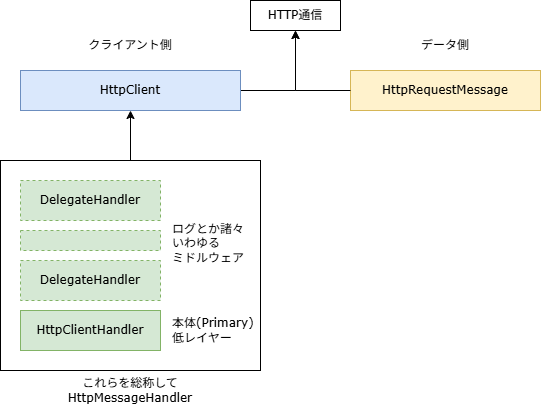 HTTP通信
クライアント側
データ側
HttpClient
HttpRequestMessage
DelegateHandler
ログとか諸々
いわゆる
ミドルウェア
DelegateHandler
HttpClientHandler
本体(Primary)
低レイヤー
これらを総称して
HttpMessageHandler